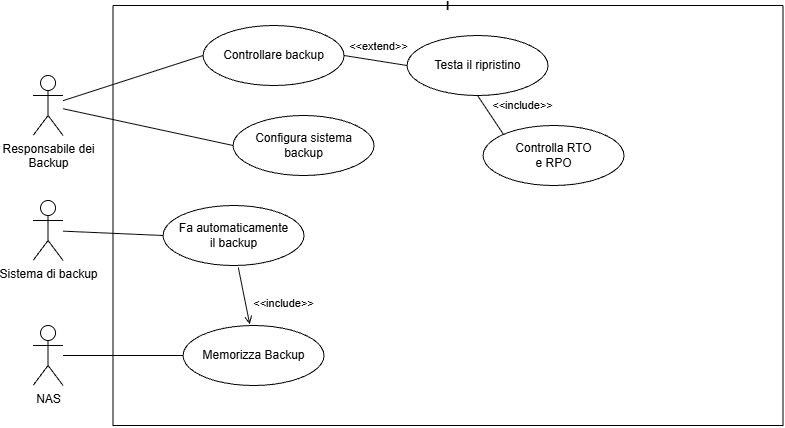 Controllare backup
<<extend>>
Testa il ripristino
<<include>>
Responsabile dei
Backup
Configura sistema
backup
Controlla RTO
e RPO
Sistema di backup
Fa automaticamente
il backup
<<include>>
NAS
Memorizza Backup